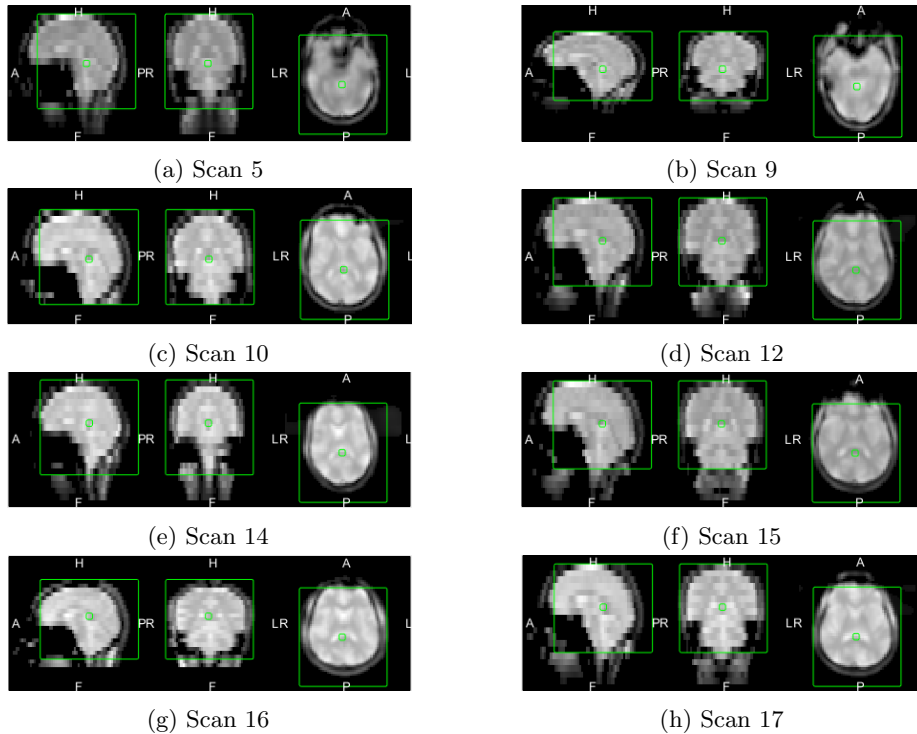 H A
A PR LR L
F F P
(a) Scan 5
H H A
A PR LR
F F P
(b) Scan 9
H H A
A PR LR L
F F P
(c) Scan 10
H H A
A PR LR
F F P
(d) Scan 12
H H A
A PR LR
F F P
(e) Scan 14
H H A
A PR LR
F F P
(f) Scan 15
H H A
A PR LR L
F F P
(g) Scan 16
H H A
A PR LR
F F P
(h) Scan 17